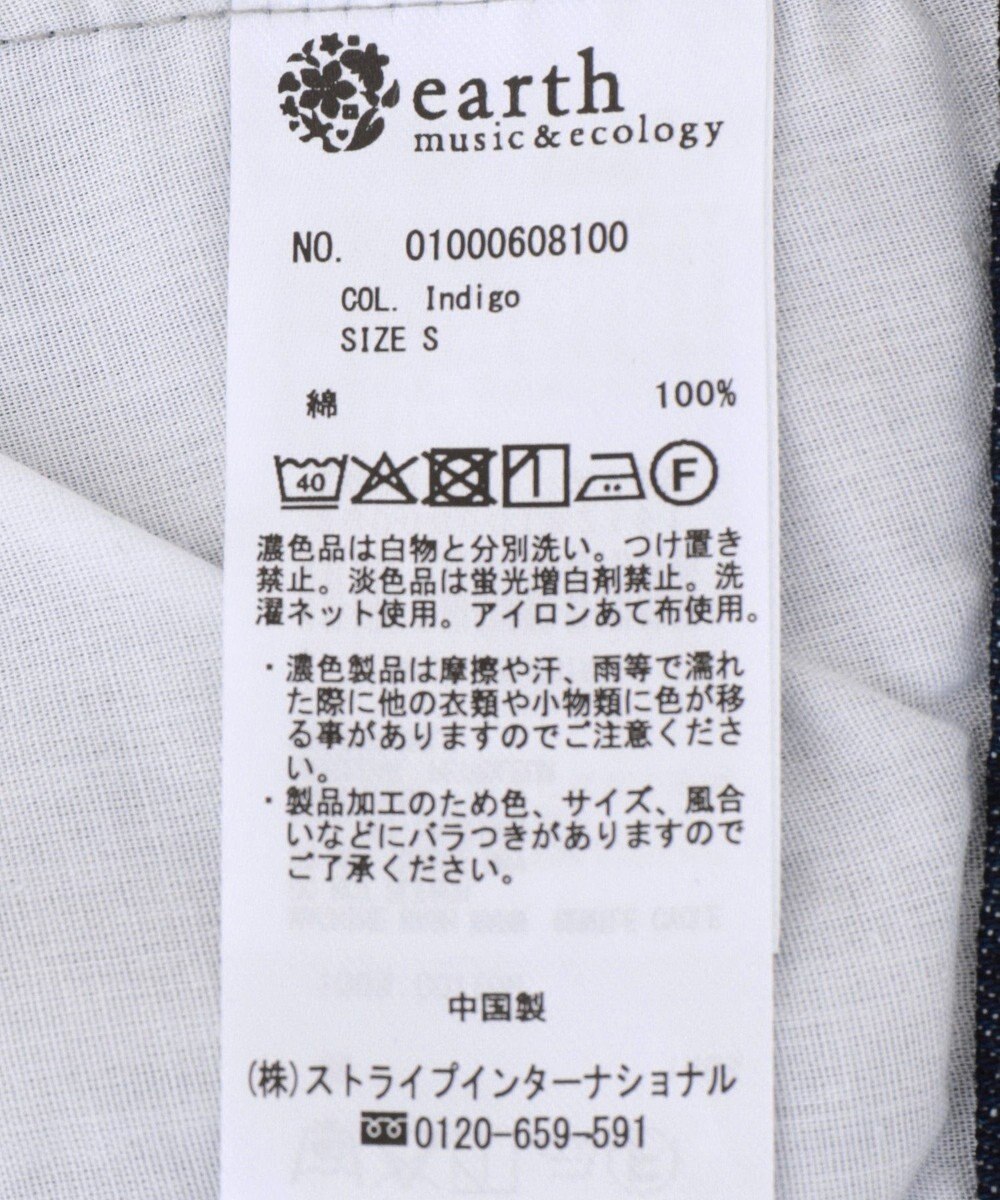 earth
music&ecology
NO. 01000608100
COL. Indigo
SIZE S
綿 100%
40 F
濃色品は白物と分別洗い。つけ置き
禁止。淡色品は蛍光増白剤禁止。洗
濯ネット使用。アイロンあて布使用。
・濃色製品は摩擦や汗、雨等で濡れ
た際に他の衣類や小物類に色が移
る事がありますのでご注意くださ
い。
・製品加工のため色、サイズ、風合
いなどにバラつきがありますので
ご了承ください。
中国製
(株)ストライプインターナショナル
0120-659-591